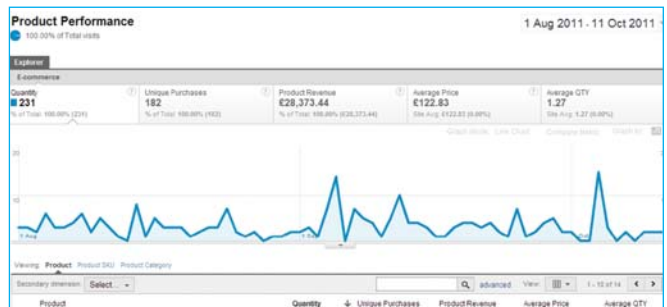 Product Performance
1 Aug 2011 - 11 Oct 2011
100.00% of Total visits
Explorer
E-commerce
Quantity
231
% of Total: 100.00% (231)
Unique Purchases
182
% of Total: 100.00% (182)
Product Revenue
£28,373.44
% of Total: 100.00% (£28,373.44)
Average Price
£122.83
Site Avg: £122.83 (0.00%)
Average QTY
1.27
Site Avg: 1.27 (0.00%)
Graph Mode: Line Chart Compare Metric Graph by:
20
10
1 Aug
Viewing: Product Product SKU Product Category
Secondary dimension: Select... advanced View: 1 - 10 of 14
Product Quantity ↓ Unique Purchases Product Revenue Average Price Average QTY